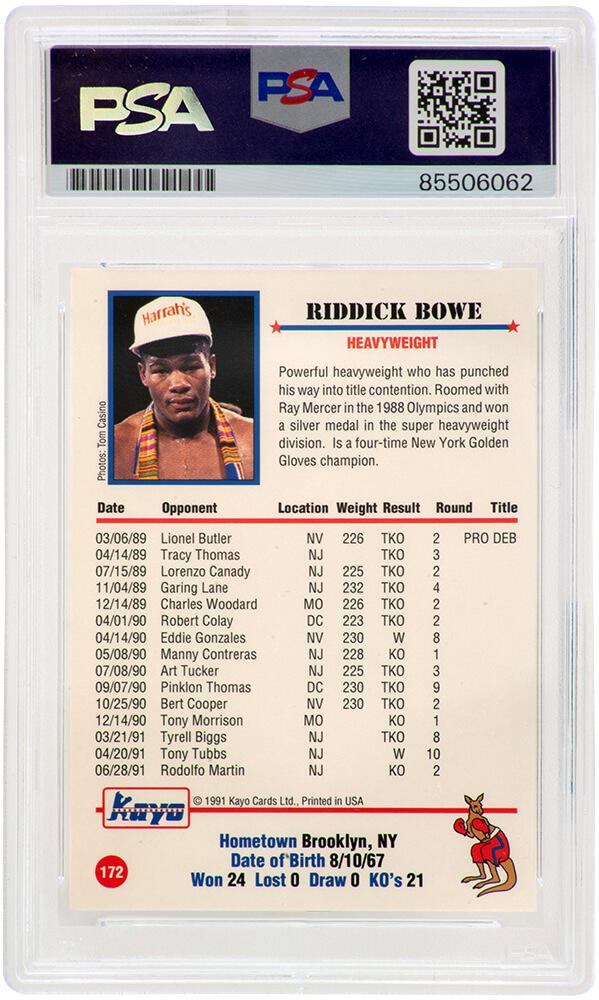 PSA
PSA
85506062
Harrah's
Photos: Tom Casino
RIDDICK BOWE
HEAVYWEIGHT
Powerful heavyweight who has punched
his way into title contention. Roomed with
Ray Mercer in the 1988 Olympics and won
a silver medal in the super heavyweight
division. Is a four-time New York Golden
Gloves champion.
Date Opponent Location Weight Result Round Title
03/06/89 Lionel Butler NV 226 TKO 2 PRO DEB
04/14/89 Tracy Thomas NJ TKO 3
07/15/89 Lorenzo Canady NJ 225 TKO 2
11/04/89 Garing Lane NJ 232 TKO 4
12/14/89 Charles Woodard MO 226 TKO 2
04/01/90 Robert Colay DC 223 TKO 2
04/14/90 Eddie Gonzales NV 230 W 8
05/08/90 Manny Contreras NJ 228 KO 1
07/08/90 Art Tucker NJ 225 TKO 3
09/07/90 Pinklon Thomas DC 230 TKO 9
10/25/90 Bert Cooper NV 230 TKO 2
12/14/90 Tony Morrison MO KO 1
03/21/91 Tyrell Biggs NJ TKO 8
04/20/91 Tony Tubbs NJ W 10
06/28/91 Rodolfo Martin NJ KO 2
Kayo © 1991 Kayo Cards Ltd., Printed in USA
Hometown Brooklyn, NY
Date of Birth 8/10/67
172 Won 24 Lost 0 Draw 0 KO's 21
PSA